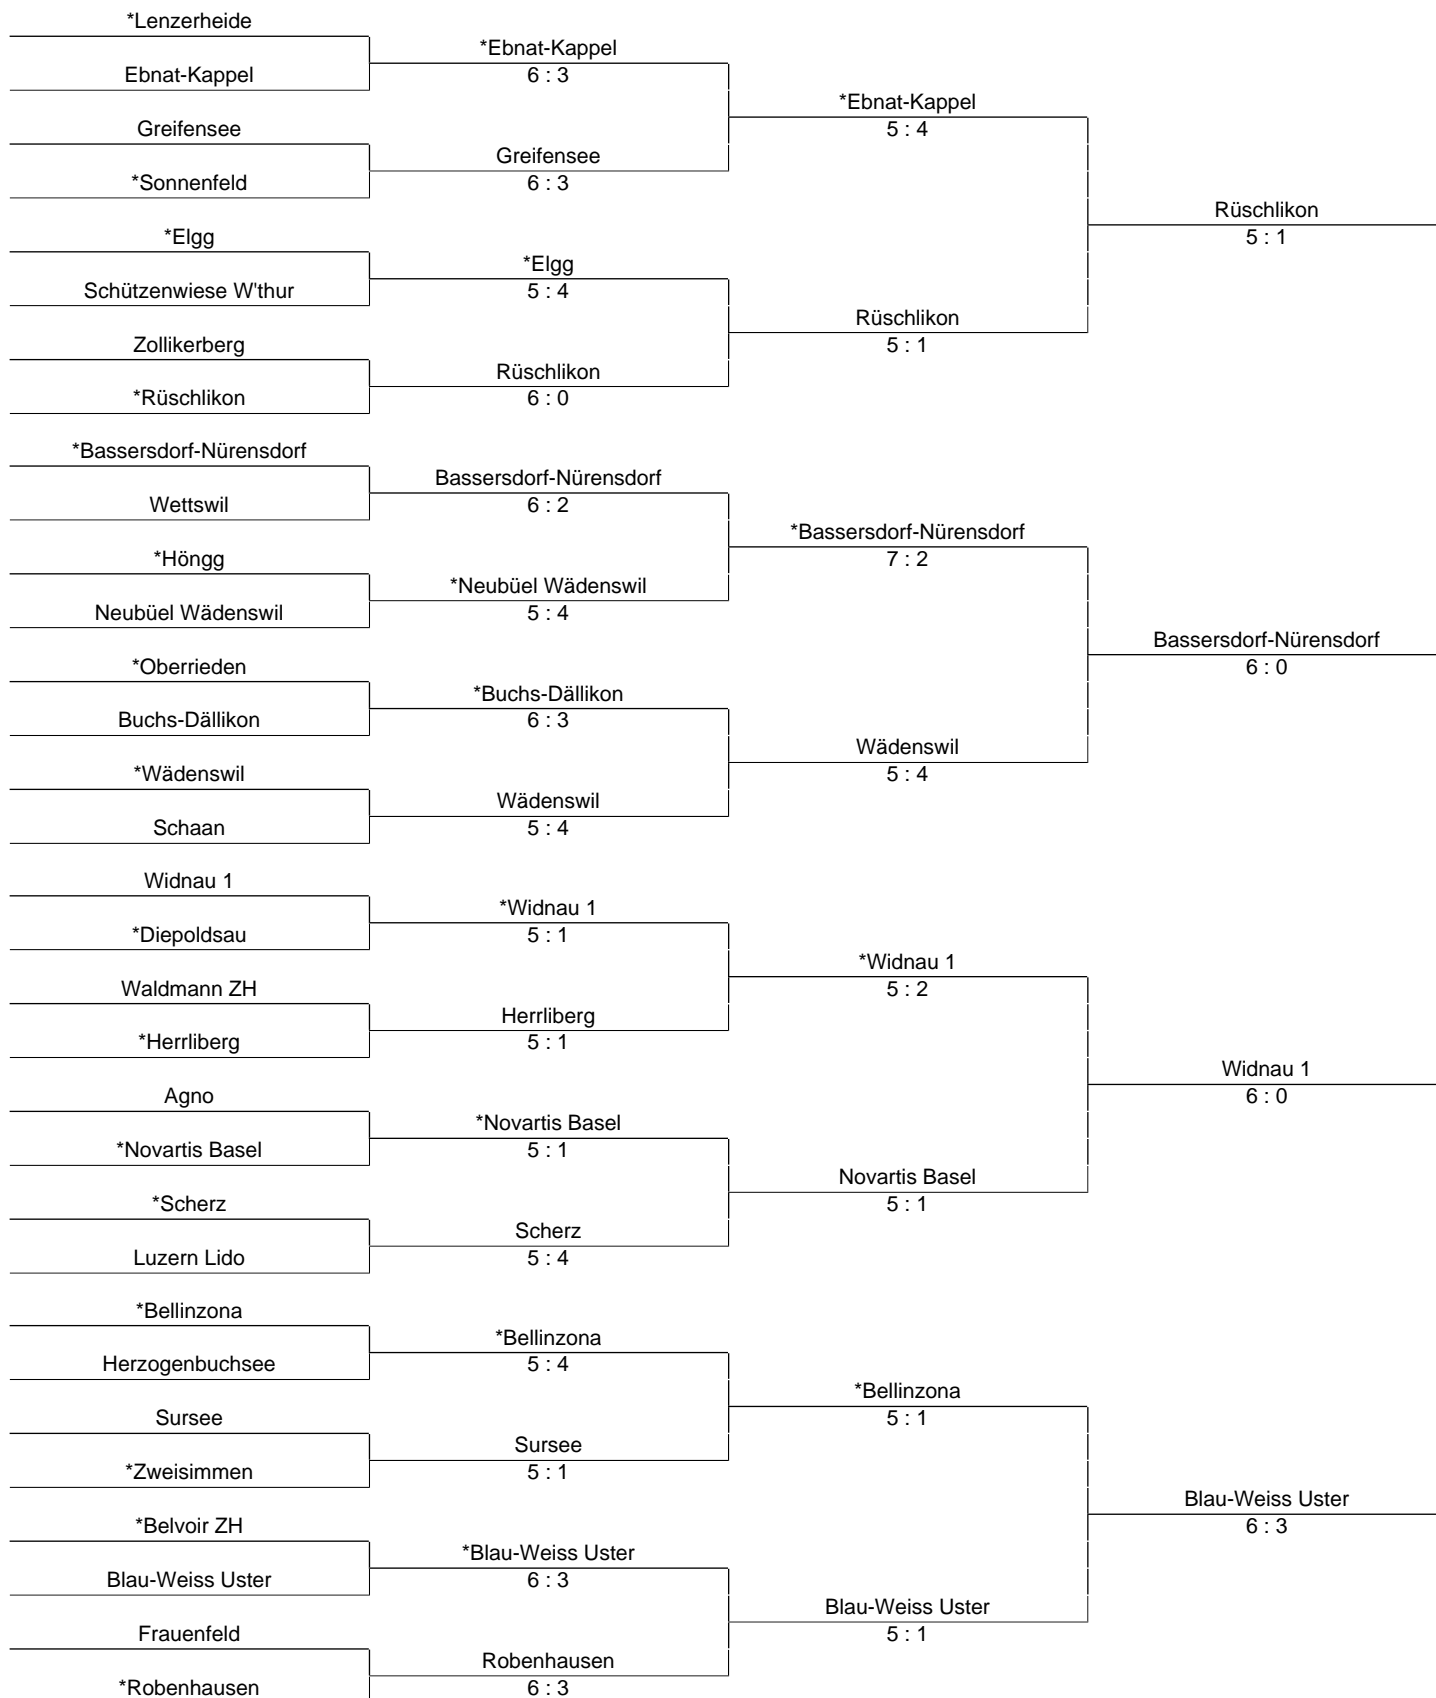 *Lenzerheide
*Ebnat-Kappel
Ebnat-Kappel
6 : 3
*Ebnat-Kappel
Greifensee
5 : 4
Greifensee
*Sonnenfeld
6 : 3
Rüschlikon
*Elgg
5 : 1
*Elgg
Schützenwiese W'thur
5 : 4
Rüschlikon
Zollikerberg
5 : 1
Rüschlikon
*Rüschlikon
6 : 0
*Bassersdorf-Nürensdorf
Bassersdorf-Nürensdorf
Wettswil
6 : 2
*Bassersdorf-Nürensdorf
*Höngg
7 : 2
*Neubüel Wädenswil
Neubüel Wädenswil
5 : 4
Bassersdorf-Nürensdorf
*Oberrieden
6 : 0
*Buchs-Dällikon
Buchs-Dällikon
6 : 3
Wädenswil
*Wädenswil
5 : 4
Wädenswil
Schaan
5 : 4
Widnau 1
*Widnau 1
*Diepoldsau
5 : 1
*Widnau 1
Waldmann ZH
5 : 2
Herrliberg
*Herrliberg
5 : 1
Widnau 1
Agno
6 : 0
*Novartis Basel
*Novartis Basel
5 : 1
Novartis Basel
*Scherz
5 : 1
Scherz
Luzern Lido
5 : 4
*Bellinzona
*Bellinzona
Herzogenbuchsee
5 : 4
*Bellinzona
Sursee
5 : 1
Sursee
*Zweisimmen
5 : 1
Blau-Weiss Uster
*Belvoir ZH
6 : 3
*Blau-Weiss Uster
Blau-Weiss Uster
6 : 3
Blau-Weiss Uster
Frauenfeld
5 : 1
Robenhausen
*Robenhausen
6 : 3